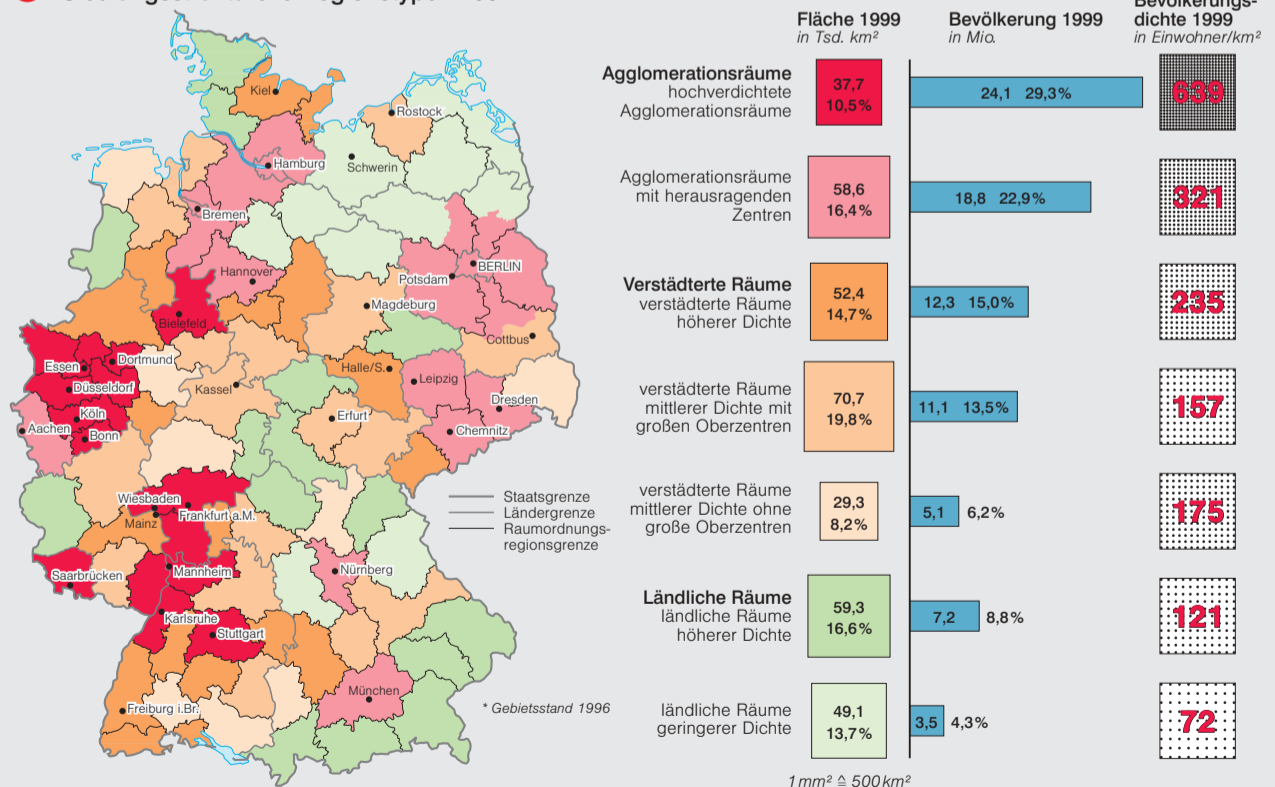 Fläche 1999
in Tsd. km²
Bevölkerung 1999
in Mio.
Bevölkerungs-
dichte 1999
in Einwohner/km²
Agglomerationsräume
hochverdichtete
Agglomerationsräume
37,7
10,5%
24,1 29,3%
639
Agglomerationsräume
mit herausragenden
Zentren
58,6
16,4%
18,8 22,9%
321
Verstädterte Räume
verstädterte Räume
höherer Dichte
52,4
14,7%
12,3 15,0%
235
verstädterte Räume
mittlerer Dichte mit
großen Oberzentren
70,7
19,8%
11,1 13,5%
157
verstädterte Räume
mittlerer Dichte ohne
große Oberzentren
29,3
8,2%
5,1 6,2%
175
Ländliche Räume
ländliche Räume
höherer Dichte
59,3
16,6%
7,2 8,8%
121
ländliche Räume
geringerer Dichte
49,1
13,7%
3,5 4,3%
72
1mm² ≙ 500km²
Kiel
Rostock
Hamburg
Schwerin
Bremen
Hannover
Potsdam
BERLIN
Magdeburg
Bielefeld
Cottbus
Essen
Dortmund
Düsseldorf
Kassel
Halle/S.
Leipzig
Dresden
Köln
Aachen
Bonn
Erfurt
Chemnitz
Wiesbaden
Mainz
Frankfurt a.M.
Saarbrücken
Mannheim
Nürnberg
Karlsruhe
Stuttgart
München
Freiburg i.Br.
Staatsgrenze
Ländergrenze
Raumordnungs-
regionsgrenze
* Gebietsstand 1996